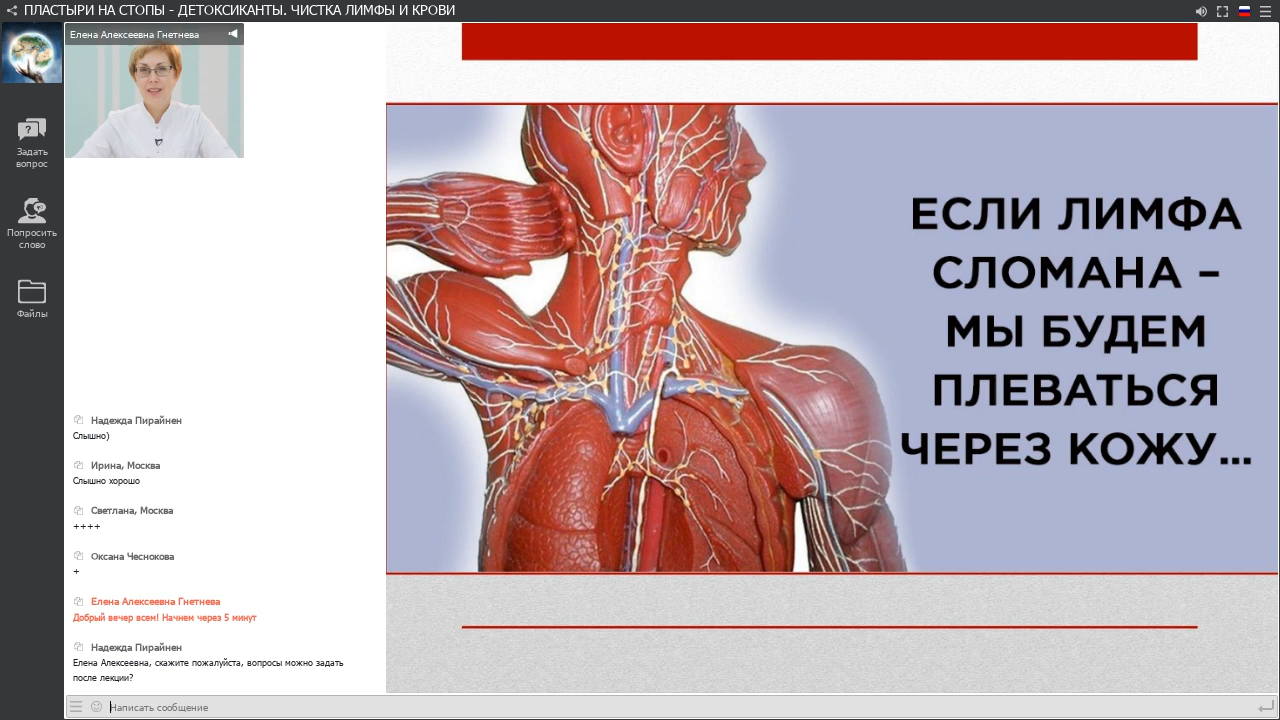 ПЛАСТЫРИ НА СТОПЫ - ДЕТОКСИКАНТЫ. ЧИСТКА ЛИМФЫ И КРОВИ
Елена Алексеевна Гнетнева
Задать
вопрос
Попросить
слово
Файлы
Надежда Пирайнен
Слышно)
Ирина, Москва
Слышно хорошо
Светлана, Москва
++++
Оксана Чеснокова
+
Елена Алексеевна Гнетнева
Добрый вечер всем! Начнем через 5 минут
Надежда Пирайнен
Елена Алексеевна, скажите пожалуйста, вопросы можно задать
после лекции?
Написать сообщение
ЕСЛИ ЛИМФА
СЛОМАНА –
МЫ БУДЕМ
ПЛЕВАТЬСЯ
ЧЕРЕЗ КОЖУ...